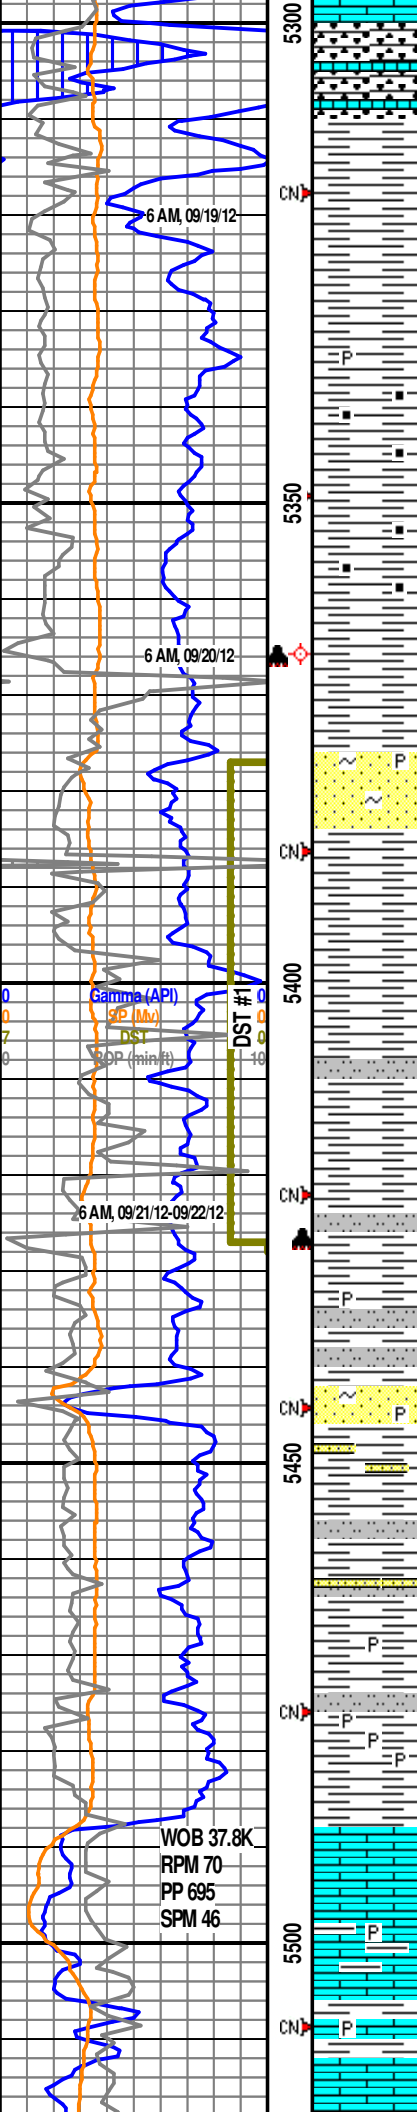 5300
CN
6 AM, 09/19/12
P
5350
6 AM, 09/20/12
~ P
~
CN
5400
0 Gamma (API) 0
0 SP (Mv) 0
7 DST 0
0 ROP (min/ft) 10
DST #1
CN
6 AM, 09/21/12-09/22/12
P
~
CN P
5450
P
CN
P
P
P
WOB 37.8K
RPM 70
PP 695
SPM 46
5500
P
CN P